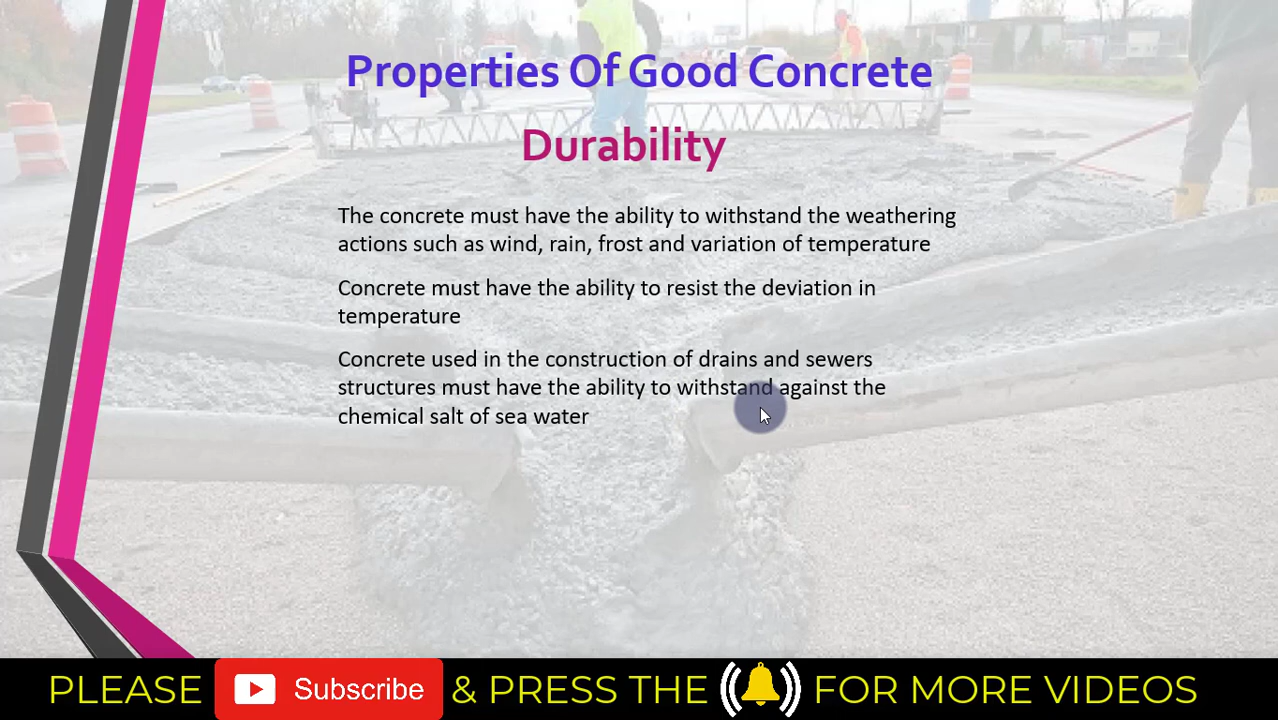 Properties Of Good Concrete
Durability
The concrete must have the ability to withstand the weathering
actions such as wind, rain, frost and variation of temperature
Concrete must have the ability to resist the deviation in
temperature
Concrete used in the construction of drains and sewers
structures must have the ability to withstand against the
chemical salt of sea water
PLEASE Subscribe & PRESS THE FOR MORE VIDEOS